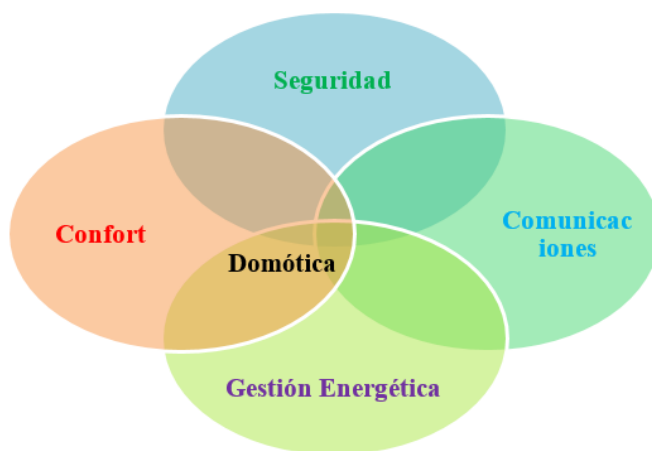 Seguridad
Confort
Comunicac
iones
Domótica
Gestión Energética